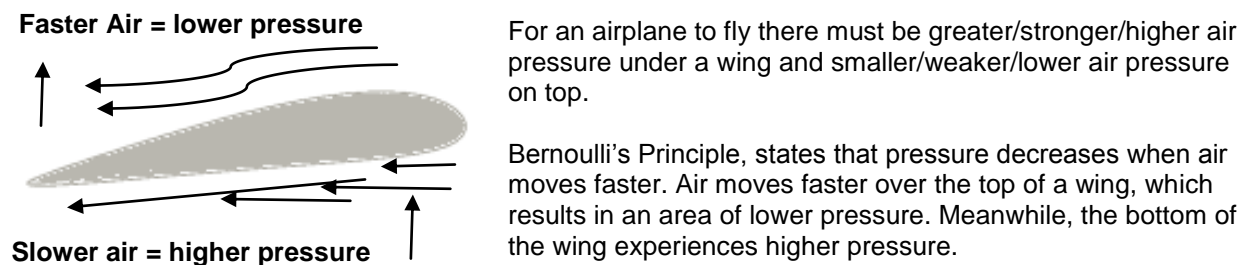 Faster Air = lower pressure
For an airplane to fly there must be greater/stronger/higher air
pressure under a wing and smaller/weaker/lower air pressure
on top.
Bernoulli’s Principle, states that pressure decreases when air
moves faster. Air moves faster over the top of a wing, which
results in an area of lower pressure. Meanwhile, the bottom of
the wing experiences higher pressure.
Slower air = higher pressure